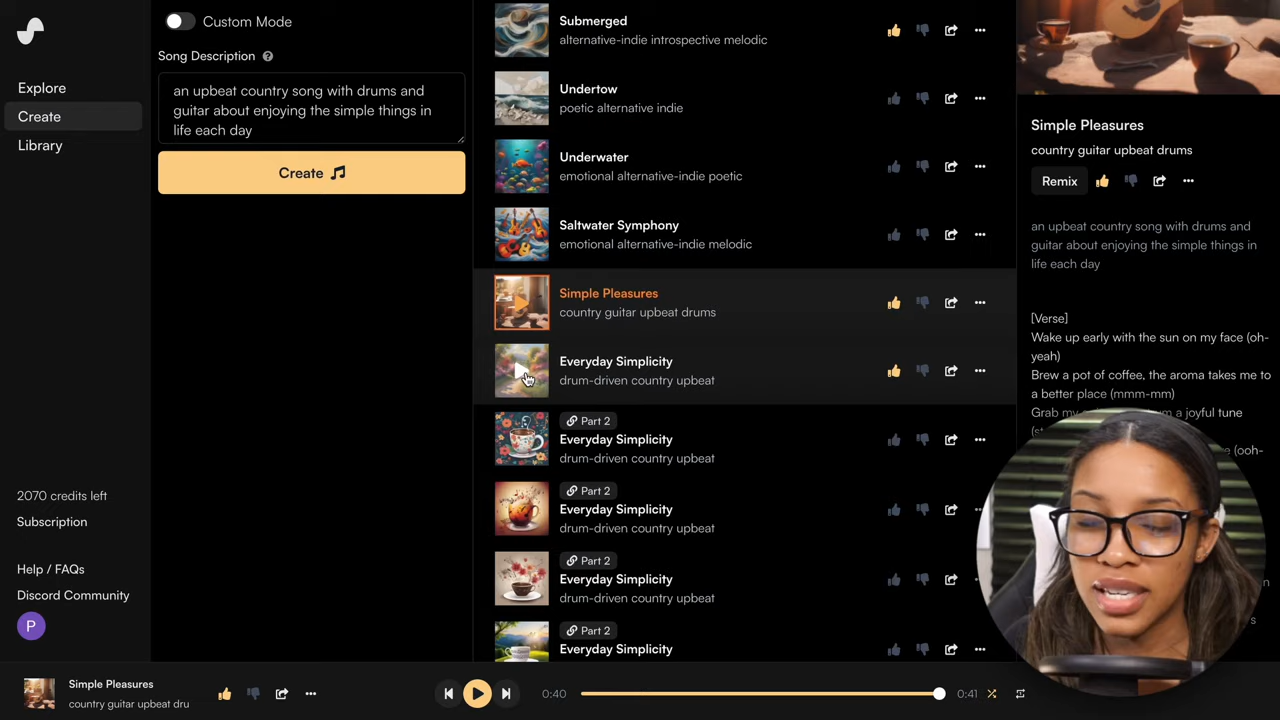 Explore
Create
Library
2070 credits left
Subscription
Help / FAQs
Discord Community
P
Custom Mode
Song Description ?
an upbeat country song with drums and
guitar about enjoying the simple things in
life each day
Create
Submerged
alternative-indie introspective melodic
Undertow
poetic alternative indie
Underwater
emotional alternative-indie poetic
Saltwater Symphony
emotional alternative-indie melodic
Simple Pleasures
country guitar upbeat drums
Everyday Simplicity
drum-driven country upbeat
Part 2
Everyday Simplicity
drum-driven country upbeat
Part 2
Everyday Simplicity
drum-driven country upbeat
Part 2
Everyday Simplicity
drum-driven country upbeat
Part 2
Everyday Simplicity
Simple Pleasures
country guitar upbeat drums
Remix
an upbeat country song with drums and
guitar about enjoying the simple things in
life each day
[Verse]
Wake up early with the sun on my face (oh-
yeah)
Brew a pot of coffee, the aroma takes me to
a better place (mmm-mm)
Grab my a joyful tune
(ooh-
Simple Pleasures
country guitar upbeat dru
0:40
0:41